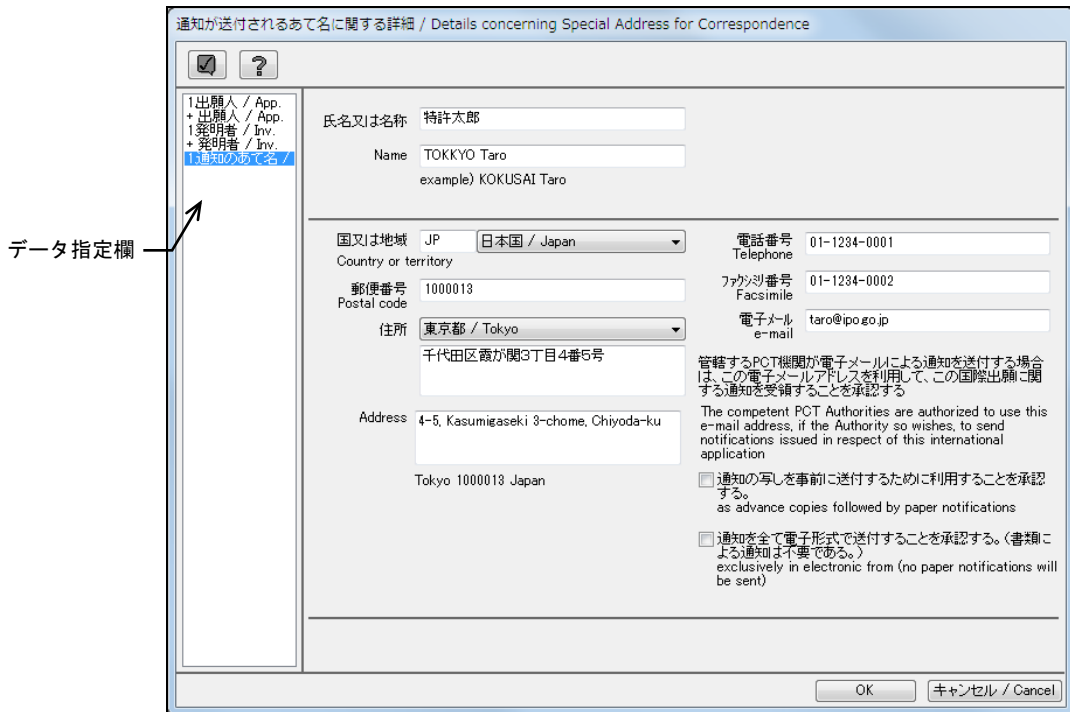 通知が送付されるあて名に関する詳細 / Details concerning Special Address for Correspondence
1出願人 / App.
+ 出願人 / App.
1発明者 / Inv.
+ 発明者 / Inv.
1通知のあて名 /
データ指定欄
氏名又は名称 特許太郎
Name TOKKYO Taro
example) KOKUSAI Taro
国又は地域 JP 日本国 / Japan
Country or territory
郵便番号 1000013
Postal code
住所 東京都 / Tokyo
千代田区霞が関3丁目4番5号
Address 4-5, Kasumigaseki 3-chome, Chiyoda-ku
Tokyo 1000013 Japan
電話番号 01-1234-0001
Telephone
ファクシミリ番号 01-1234-0002
Facsimile
電子メール taro@ipo.go.jp
e-mail
管轄するPCT機関が電子メールによる通知を送付する場合
は、この電子メールアドレスを利用して、この国際出願に関
する通知を受領することを承認する
The competent PCT Authorities are authorized to use this
e-mail address, if the Authority so wishes, to send
notifications issued in respect of this international
application
通知の写しを事前に送付するために利用することを承認
する。
as advance copies followed by paper notifications
通知を全て電子形式で送付することを承認する。(書類に
よる通知は不要である。)
exclusively in electronic from (no paper notifications will
be sent)
OK キャンセル / Cancel